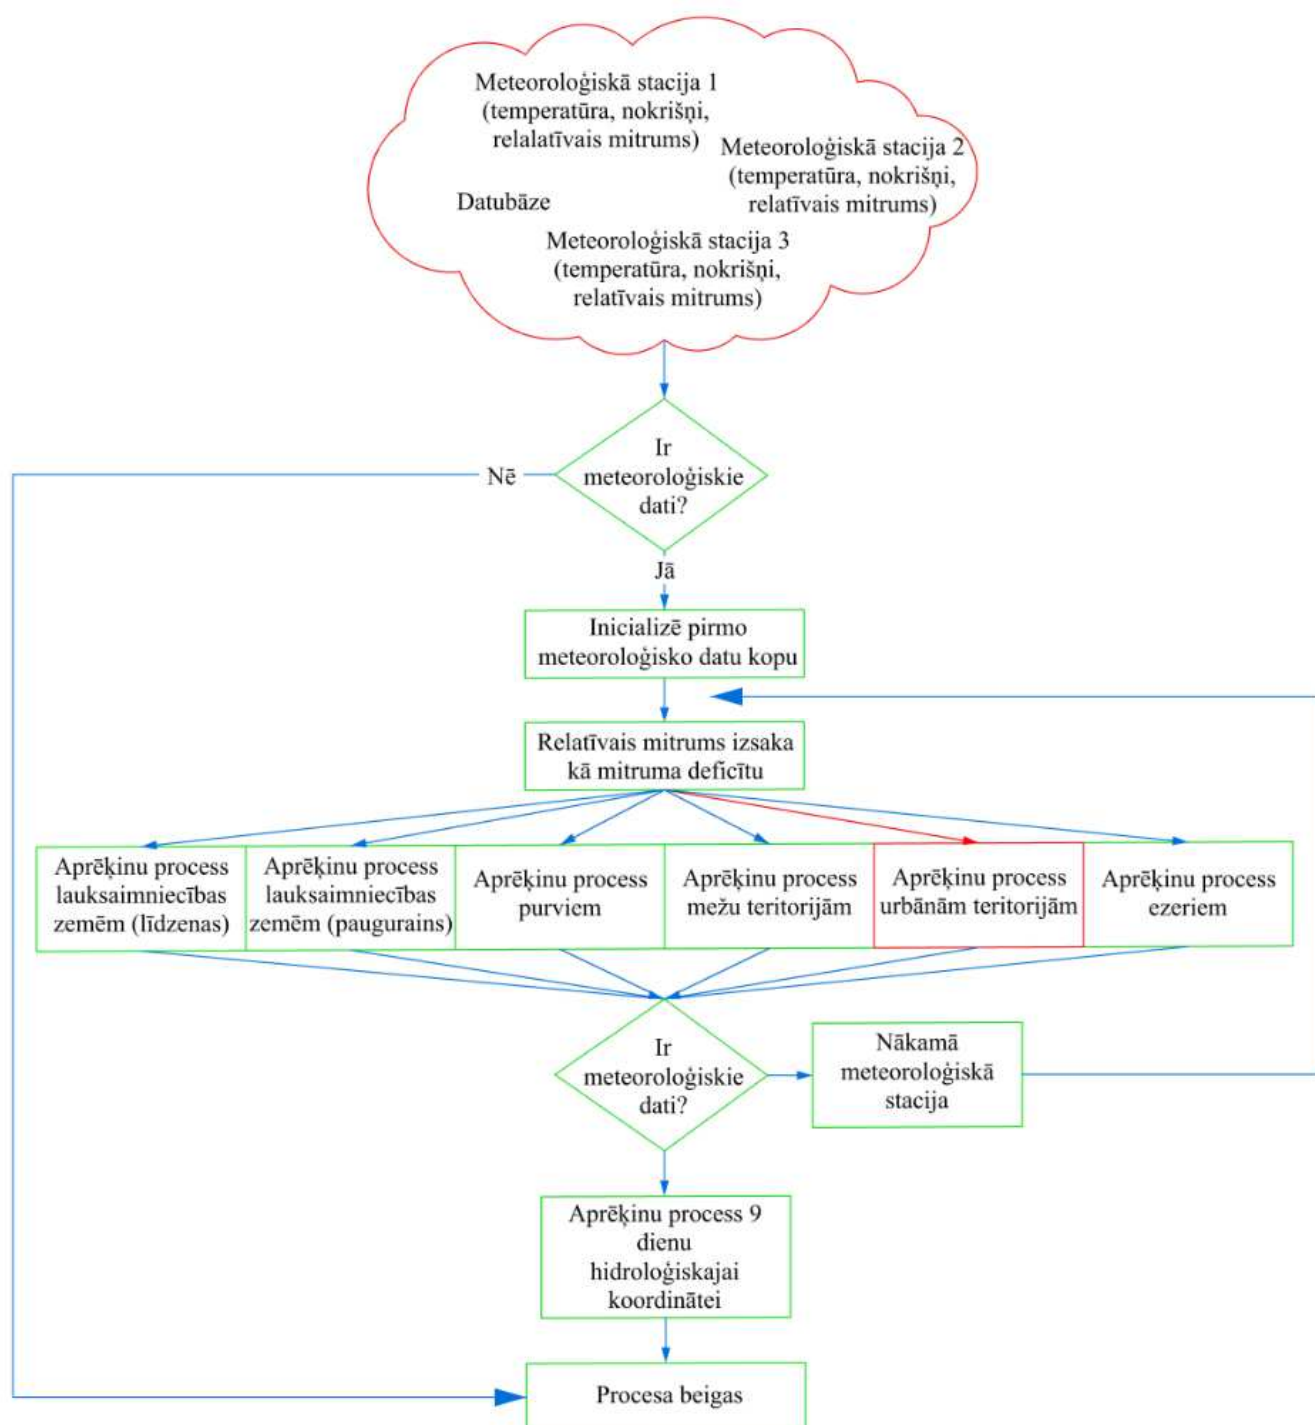 Meteoroloģiskā stacija 1
(temperatūra, nokrišņi,
relalatīvais mitrums)
Meteoroloģiskā stacija 2
(temperatūra, nokrišņi,
relatīvais mitrums)
Datubāze
Meteoroloģiskā stacija 3
(temperatūra, nokrišņi,
relatīvais mitrums)
Ir
meteoroloģiskie
dati?
Nē
Jā
Inicializē pirmo
meteoroloģisko datu kopu
Relatīvais mitrums izsaka
kā mitruma deficītu
Aprēķinu process
lauksaimniecības
zemēm (līdzenas)
Aprēķinu process
lauksaimniecības
zemēm (paugurains)
Aprēķinu process
purviem
Aprēķinu process
mežu teritorijām
Aprēķinu process
urbānām teritorijām
Aprēķinu process
ezeriem
Ir
meteoroloģiskie
dati?
Nākamā
meteoroloģiskā
stacija
Aprēķinu process 9
dienu
hidroloģiskajai
koordinātei
Procesa beigas